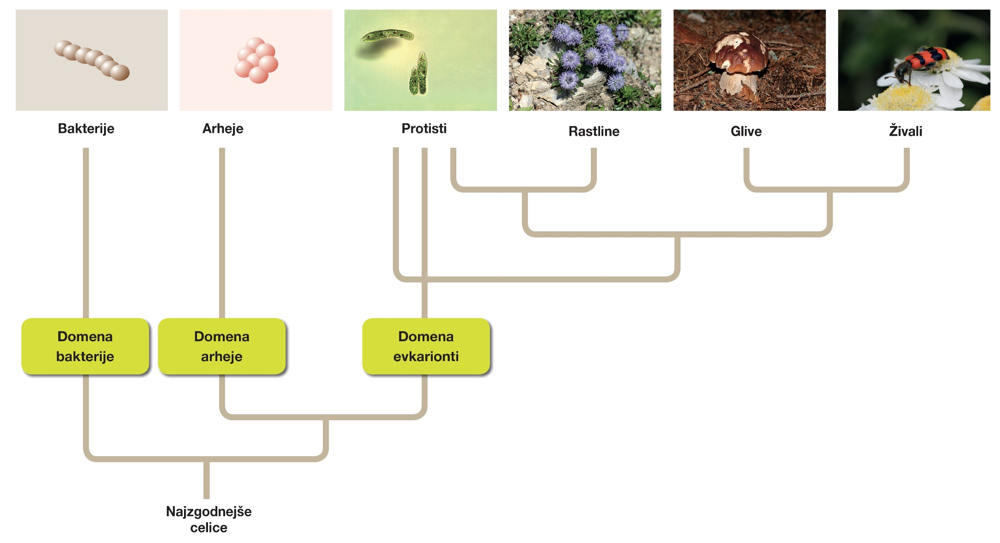 Bakterije
Arheje
Protisti
Rastline
Glive
Živali
Domena
bakterije
Domena
arheje
Domena
evkarionti
Najzgodnejše
celice